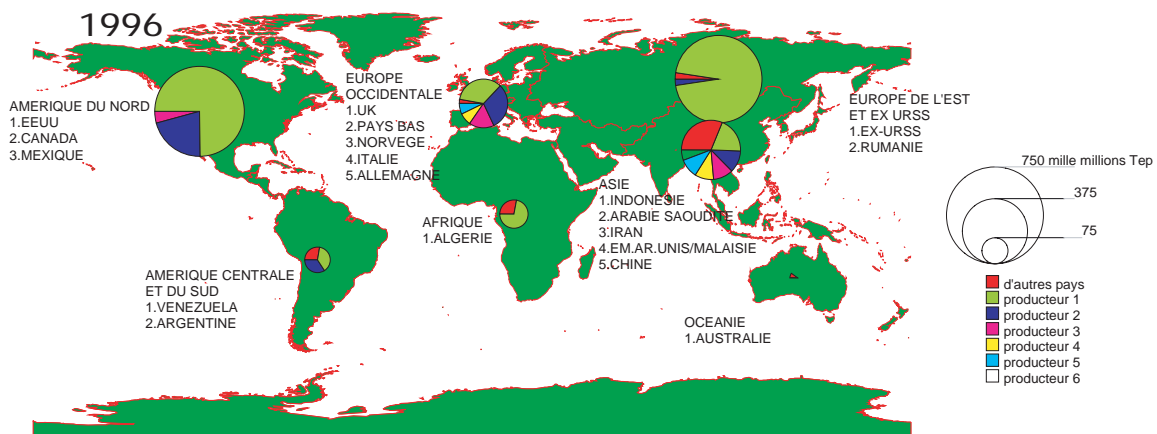 1996
AMERIQUE DU NORD
1.EEUU
2.CANADA
3.MEXIQUE
EUROPE
OCCIDENTALE
1.UK
2.PAYS BAS
3.NORVEGE
4.ITALIE
5.ALLEMAGNE
EUROPE DE L'EST
ET EX URSS
1.EX-URSS
2.RUMANIE
ASIE
1.INDONESIE
2.ARABIE SAOUDITE
3.IRAN
4.EM.AR.UNIS/MALAISIE
5.CHINE
AFRIQUE
1.ALGERIE
AMERIQUE CENTRALE
ET DU SUD
1.VENEZUELA
2.ARGENTINE
OCEANIE
1.AUSTRALIE
750 mille millions Tep
375
75
d'autres pays
producteur 1
producteur 2
producteur 3
producteur 4
producteur 5
producteur 6